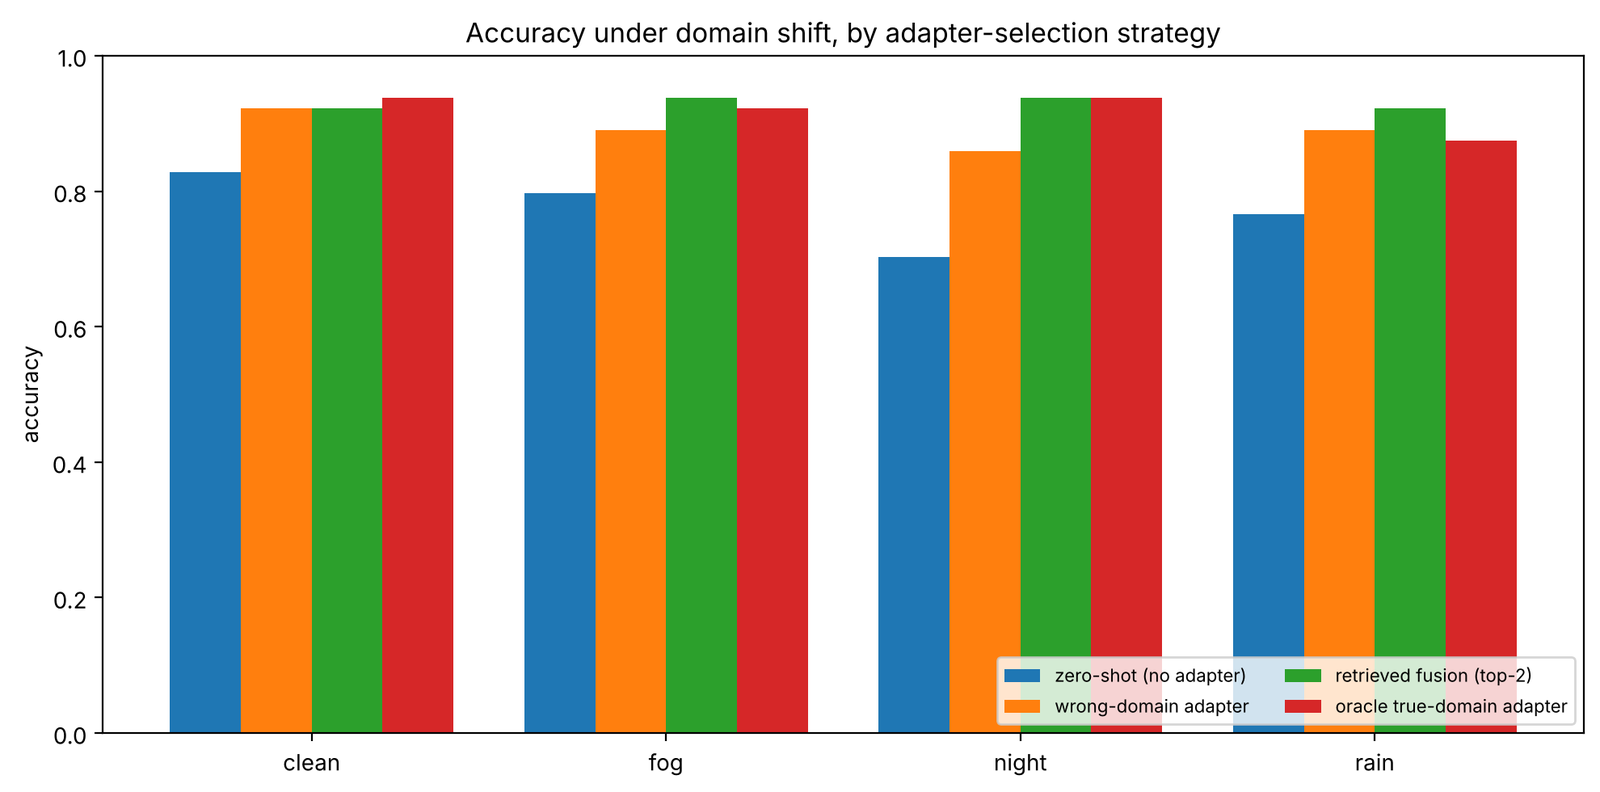 Accuracy under domain shift, by adapter-selection strategy
accuracy
1.0
0.8
0.6
0.4
0.2
0.0
clean
fog
night
rain
zero-shot (no adapter)
wrong-domain adapter
retrieved fusion (top-2)
oracle true-domain adapter